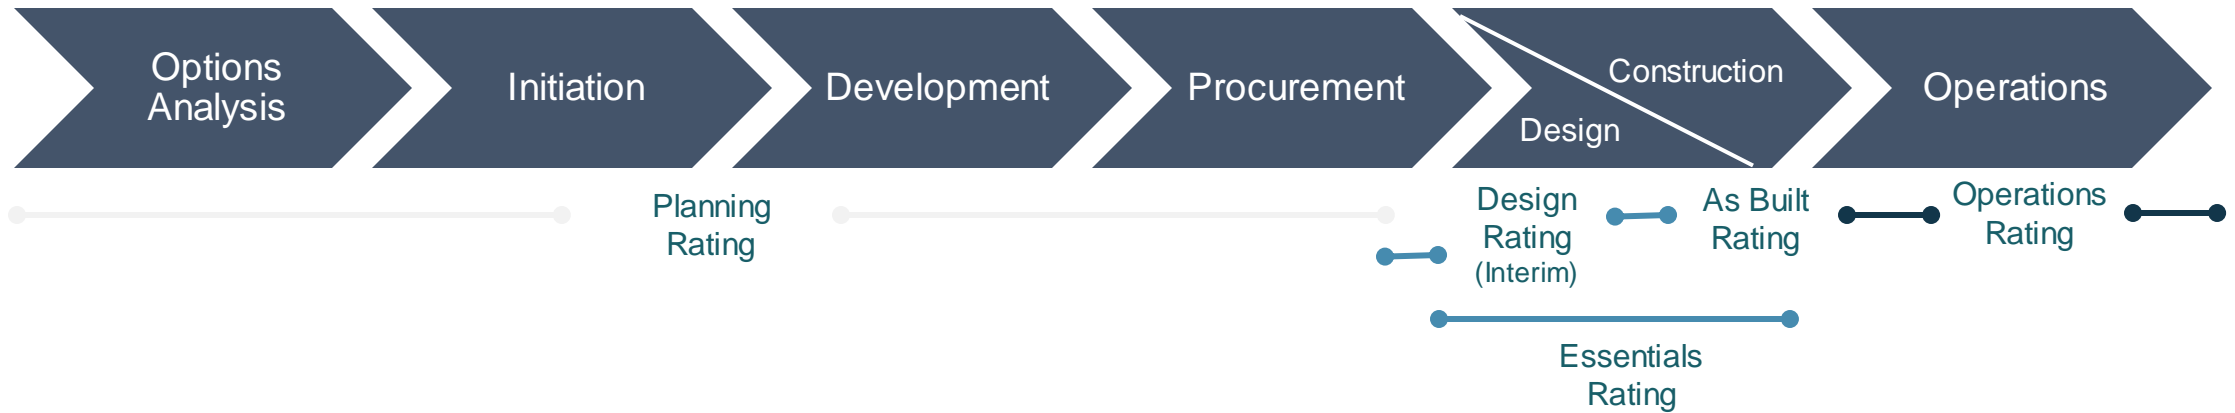 Options
Analysis
Initiation
Development
Procurement
Construction
Design
Operations
Planning
Rating
Design
Rating
(Interim)
As Built
Rating
Operations
Rating
Essentials
Rating